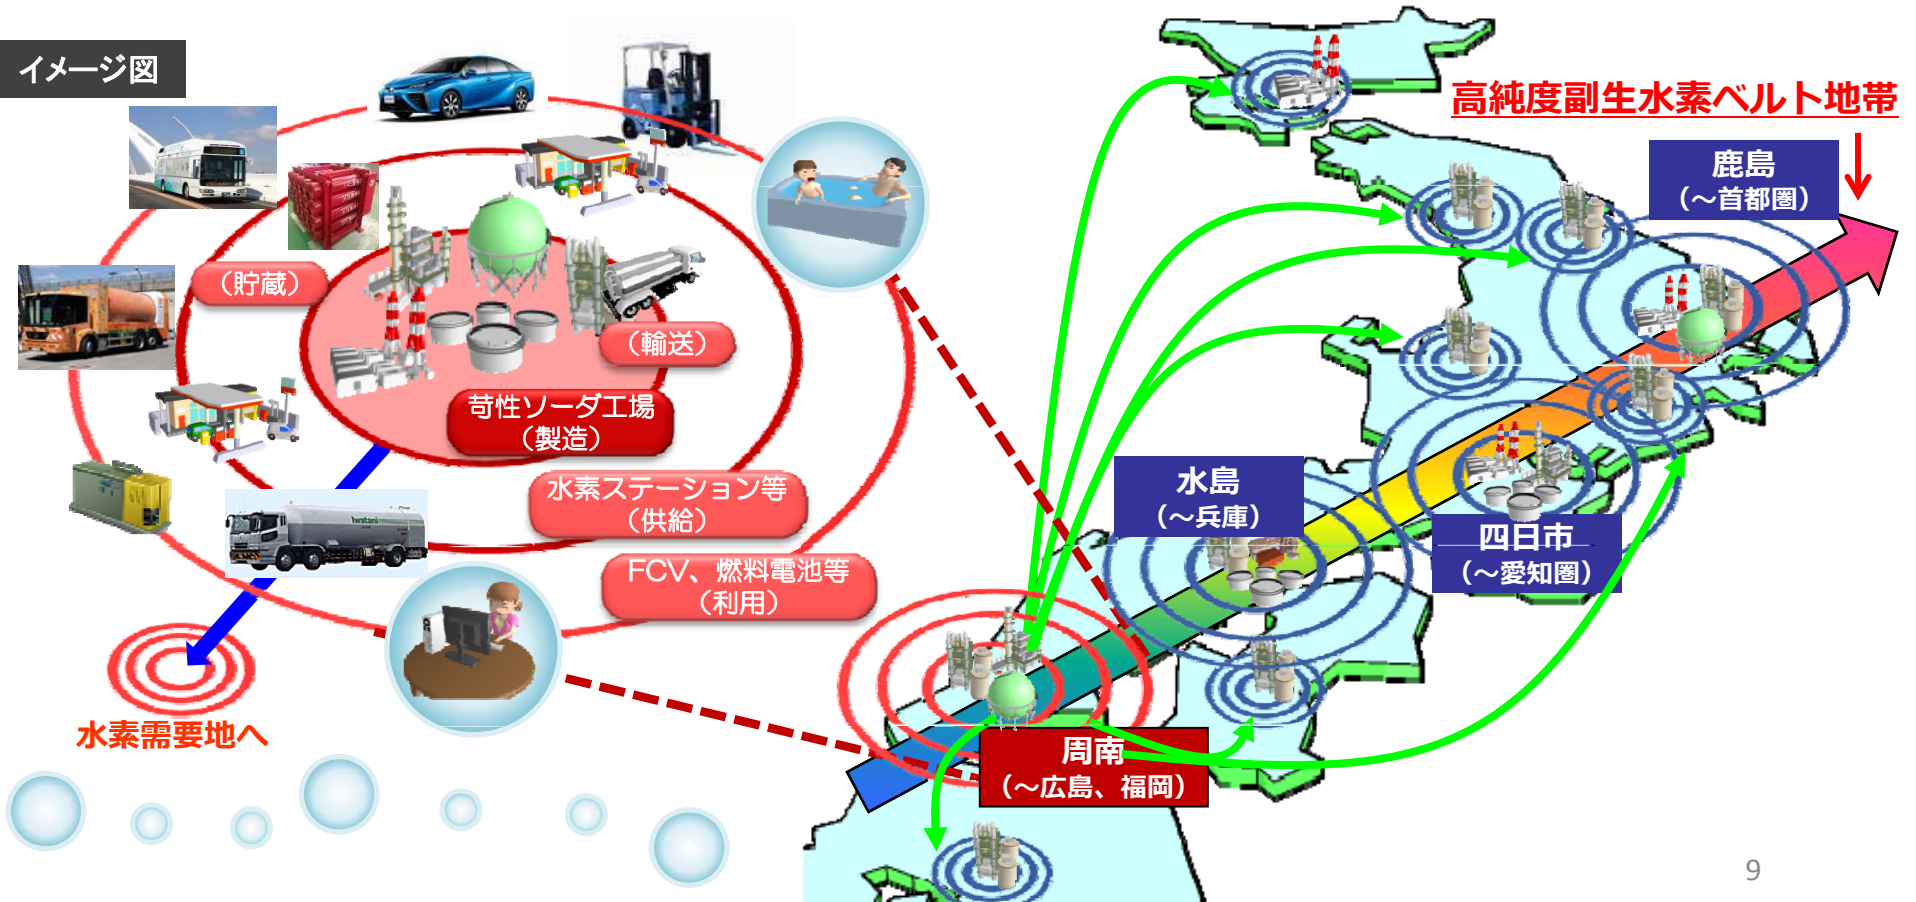 イメージ図
高純度副生水素ベルト地帯
鹿島
（～首都圏）
（貯蔵）
（輸送）
苛性ソーダ工場
（製造）
水素ステーション等
（供給）
水島
（～兵庫）
四日市
（～愛知圏）
Iwatani
FCV、燃料電池等
（利用）
水素需要地へ
周南
（～広島、福岡）
9